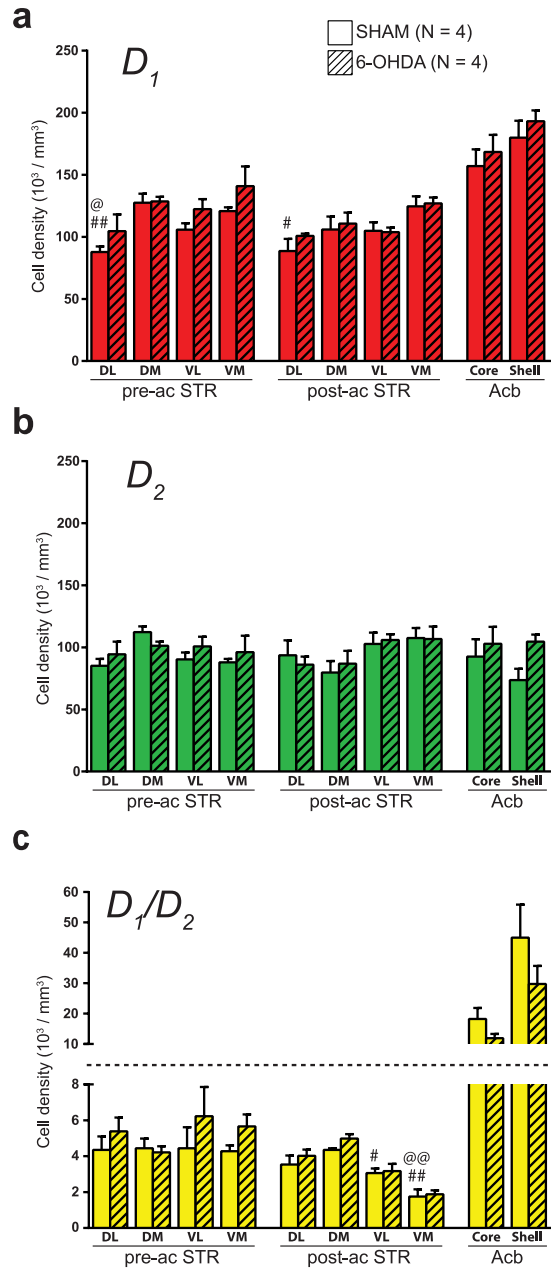 a
D1
SHAM (N = 4)
6-OHDA (N = 4)
Cell density (10³ / mm³)
250
200
150
100
50
0
@
##
#
DL DM VL VM DL DM VL VM Core Shell
pre-ac STR post-ac STR Acb
b
D2
Cell density (10³ / mm³)
250
200
150
100
50
0
DL DM VL VM DL DM VL VM Core Shell
pre-ac STR post-ac STR Acb
c
D1/D2
Cell density (10³ / mm³)
60
50
40
30
20
10
8
6
4
2
0
#
@@
##
DL DM VL VM DL DM VL VM Core Shell
pre-ac STR post-ac STR Acb